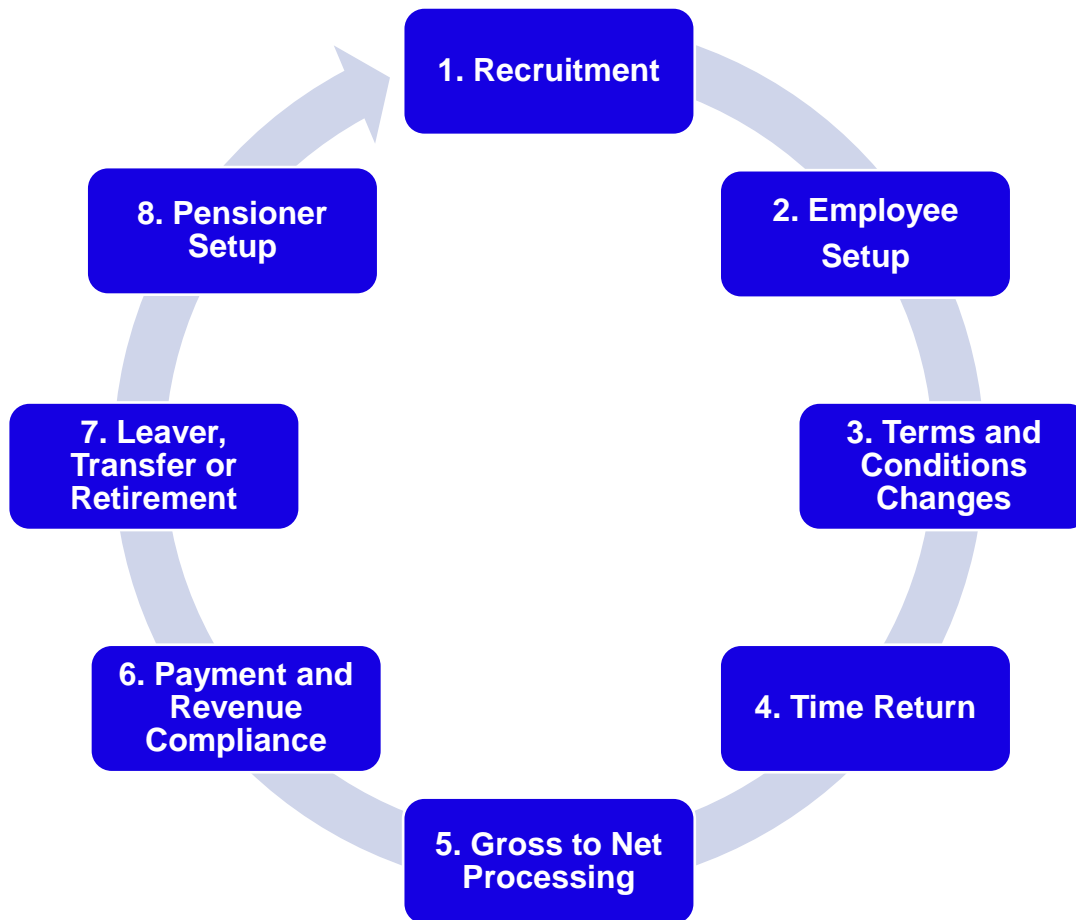 1. Recruitment
2. Employee
Setup
3. Terms and
Conditions
Changes
4. Time Return
5. Gross to Net
Processing
6. Payment and
Revenue
Compliance
7. Leaver,
Transfer or
Retirement
8. Pensioner
Setup